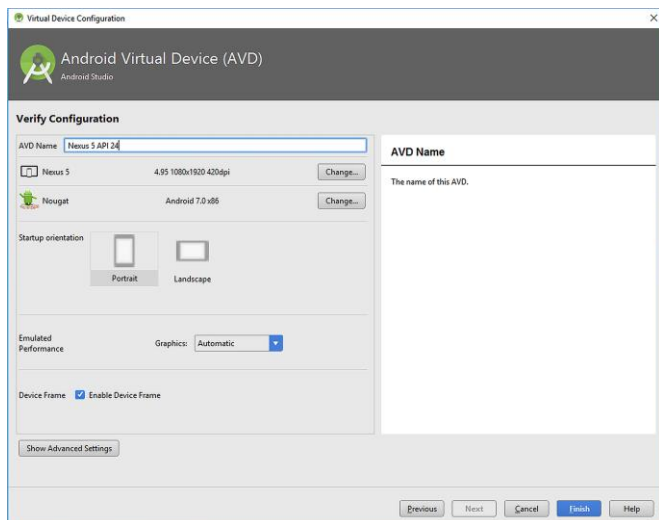 Virtual Device Configuration
Android Virtual Device (AVD)
Android Studio
Verify Configuration
AVD Name Nexus 5 API 24
Nexus 5 4.95 1080x1920 420dpi Change...
Nougat Android 7.0 x86 Change...
Startup orientation
Portrait Landscape
Emulated
Performance
Graphics: Automatic
Device Frame Enable Device Frame
Show Advanced Settings
AVD Name
The name of this AVD.
Previous Next Cancel Finish Help